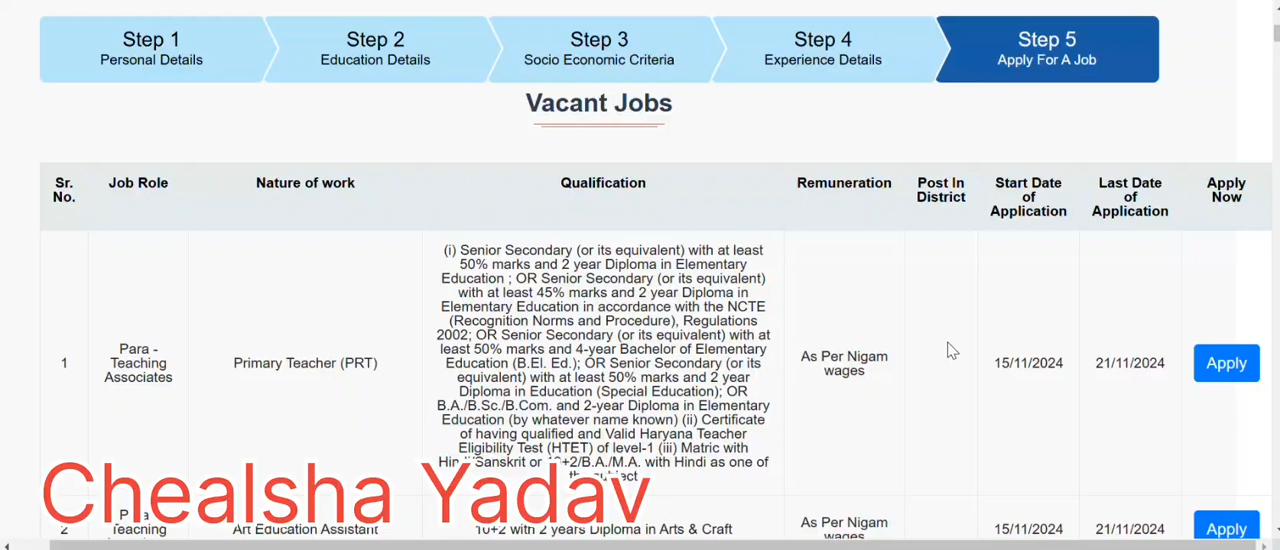 Step 1
Personal Details
Step 2
Education Details
Step 3
Socio Economic Criteria
Step 4
Experience Details
Step 5
Apply For A Job
Vacant Jobs
Sr.
No.
Job Role
Nature of work
Qualification
Remuneration
Post In
District
Start Date
of
Application
Last Date
of
Application
Apply
Now
1
Para -
Teaching
Associates
Primary Teacher (PRT)
(i) Senior Secondary (or its equivalent) with at least
50% marks and 2 year Diploma in Elementary
Education ; OR Senior Secondary (or its equivalent)
with at least 45% marks and 2 year Diploma in
Elementary Education in accordance with the NCTE
(Recognition Norms and Procedure), Regulations
2002; OR Senior Secondary (or its equivalent) with at
least 50% marks and 4-year Bachelor of Elementary
Education (B.El. Ed.); OR Senior Secondary (or its
equivalent) with at least 50% marks and 2 year
Diploma in Education (Special Education); OR
B.A./B.Sc./B.Com. and 2-year Diploma in Elementary
Education (by whatever name known) (ii) Certificate
of having qualified and Valid Haryana Teacher
Eligibility Test (HTET) of level-1 (iii) Matric with
Hindi/Sanskrit or 10+2/B.A./M.A. with Hindi as one of
the subject
As Per Nigam
wages
15/11/2024
21/11/2024
Apply
Chealsha Yadav
2
Para
Teaching
Art Education Assistant
10+2 with 2 years Diploma in Arts & Craft
As Per Nigam
wages
15/11/2024
21/11/2024
Apply